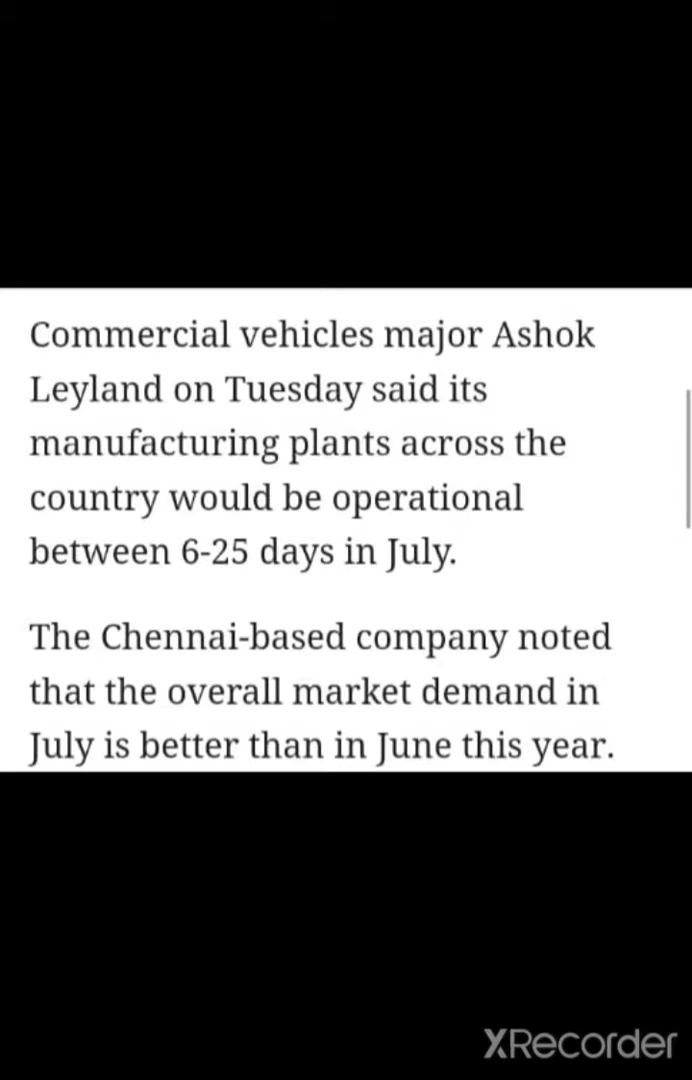 Commercial vehicles major Ashok
Leyland on Tuesday said its
manufacturing plants across the
country would be operational
between 6-25 days in July.
The Chennai-based company noted
that the overall market demand in
July is better than in June this year.
XRecorder